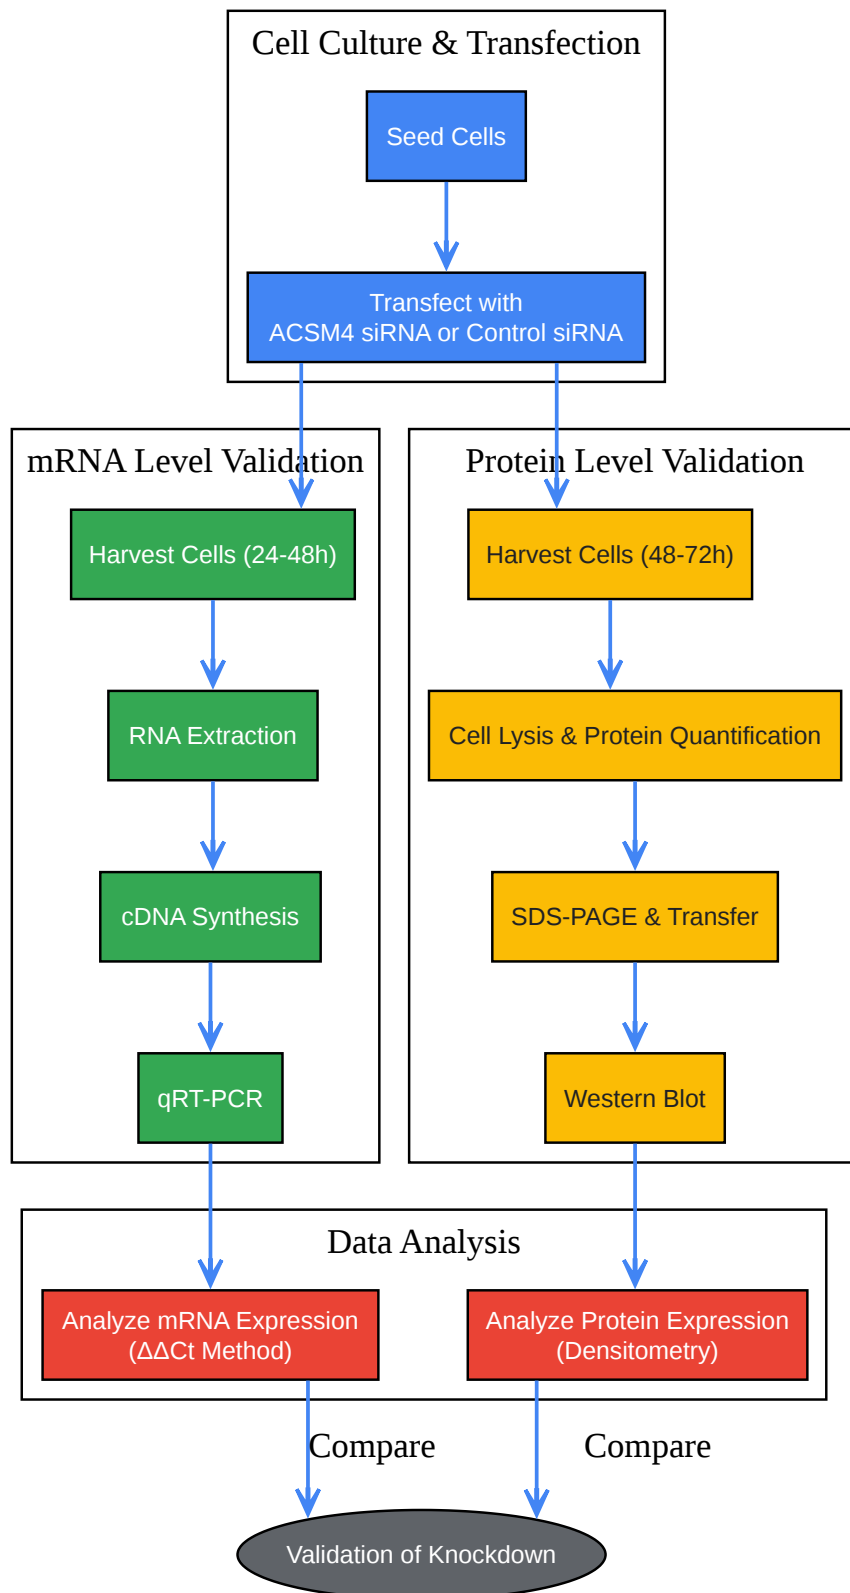 Cell Culture & Transfection
Seed Cells
Transfect with
ACSM4 siRNA or Control siRNA
mRNA Level Validation
Harvest Cells (24-48h)
RNA Extraction
cDNA Synthesis
qRT-PCR
Protein Level Validation
Harvest Cells (48-72h)
Cell Lysis & Protein Quantification
SDS-PAGE & Transfer
Western Blot
Data Analysis
Analyze mRNA Expression
(ΔΔCt Method)
Analyze Protein Expression
(Densitometry)
Compare
Compare
Validation of Knockdown